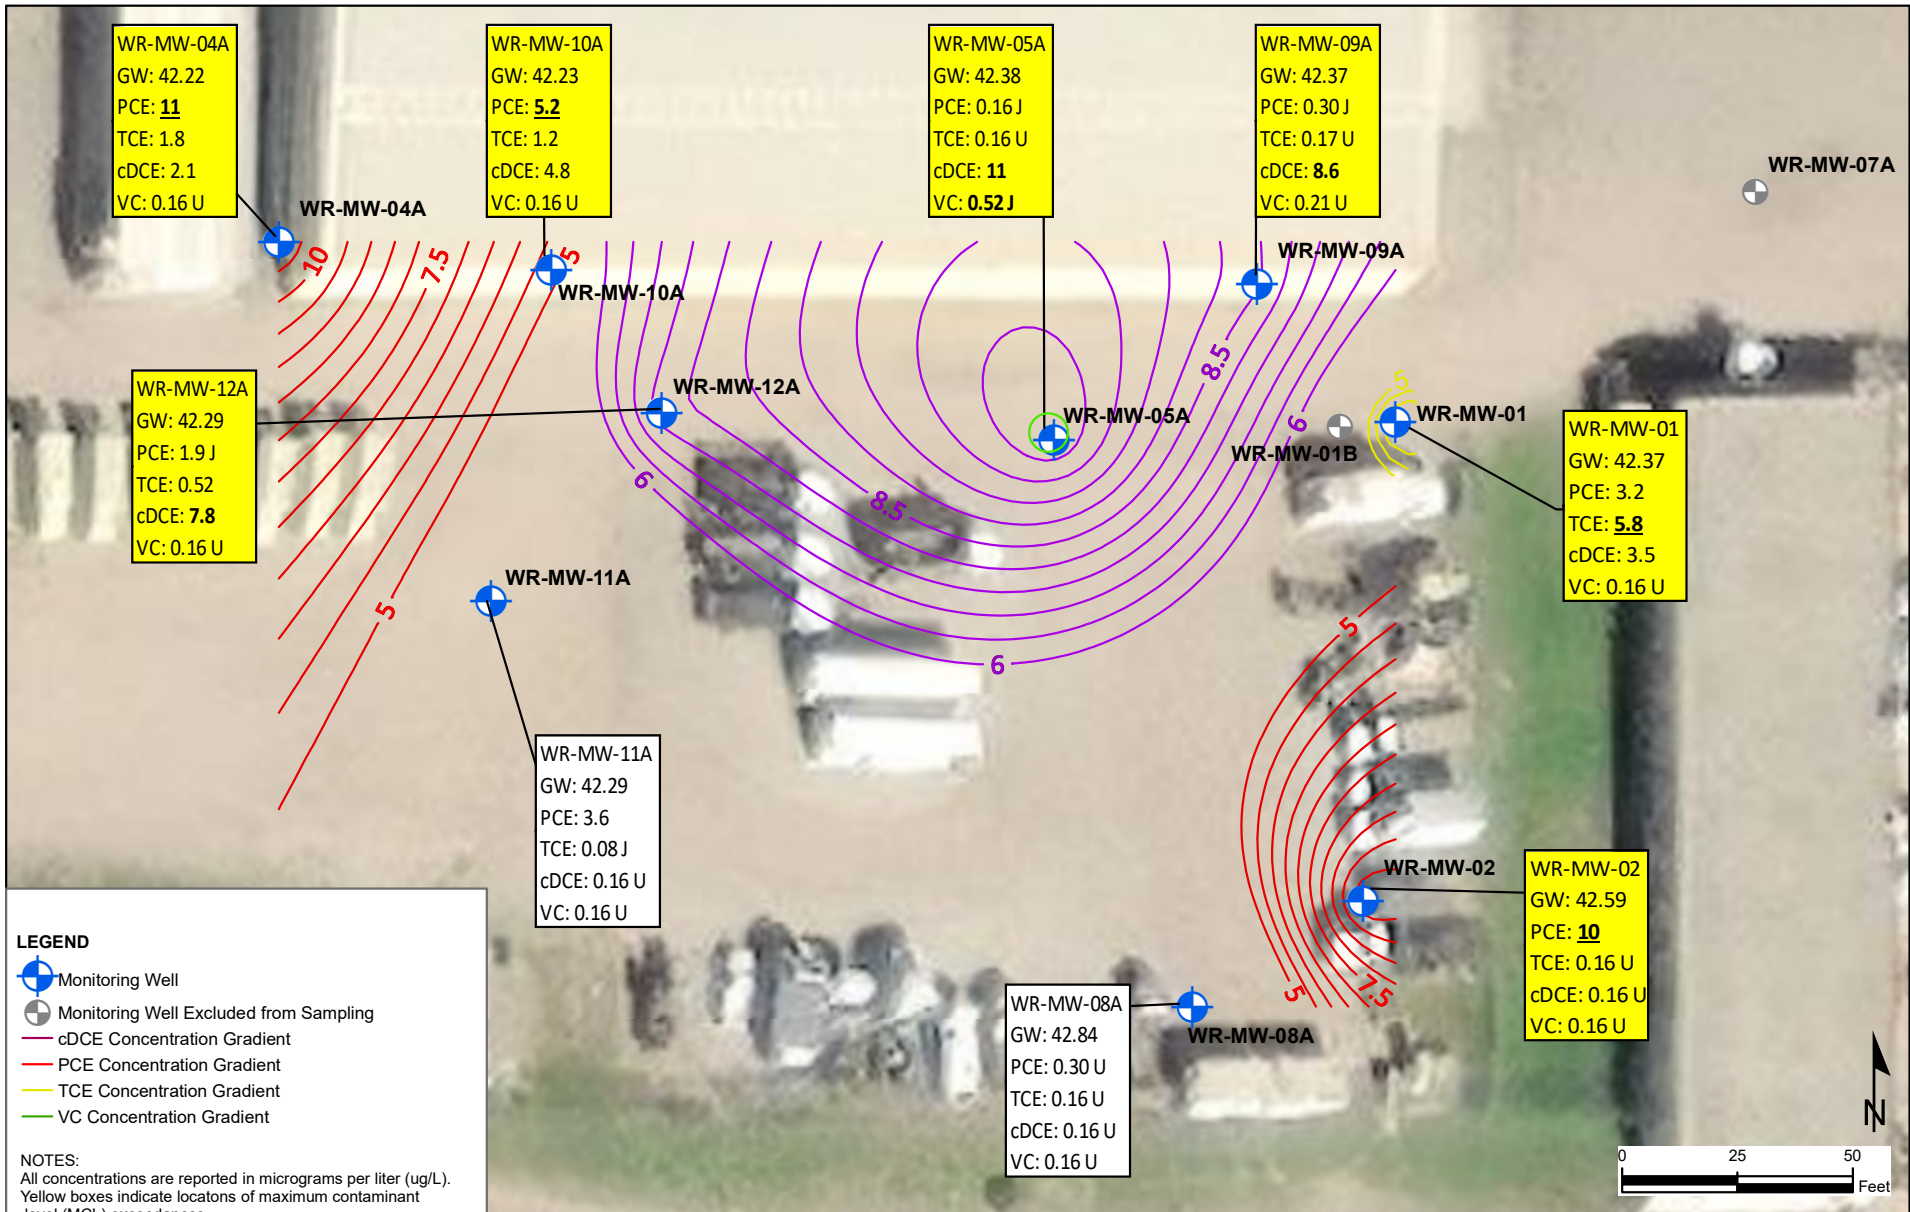 WR-MW-04A
GW: 42.22
PCE: 11
TCE: 1.8
cDCE: 2.1
VC: 0.16 U
WR-MW-10A
GW: 42.23
PCE: 5.2
TCE: 1.2
cDCE: 4.8
VC: 0.16 U
WR-MW-05A
GW: 42.38
PCE: 0.16 J
TCE: 0.16 U
cDCE: 11
VC: 0.52 J
WR-MW-09A
GW: 42.37
PCE: 0.30 J
TCE: 0.17 U
cDCE: 8.6
VC: 0.21 U
WR-MW-07A
WR-MW-04A
WR-MW-10A
WR-MW-09A
10
7.5
5
WR-MW-12A
GW: 42.29
PCE: 1.9 J
TCE: 0.52
cDCE: 7.8
VC: 0.16 U
WR-MW-12A
WR-MW-05A
8.5
6
5
WR-MW-01
WR-MW-01B
WR-MW-01
GW: 42.37
PCE: 3.2
TCE: 5.8
cDCE: 3.5
VC: 0.16 U
6
8.5
WR-MW-11A
5
6
5
WR-MW-11A
GW: 42.29
PCE: 3.6
TCE: 0.08 J
cDCE: 0.16 U
VC: 0.16 U
WR-MW-02
WR-MW-02
GW: 42.59
PCE: 10
TCE: 0.16 U
cDCE: 0.16 U
VC: 0.16 U
5
7.5
WR-MW-08A
GW: 42.84
PCE: 0.30 U
TCE: 0.16 U
cDCE: 0.16 U
VC: 0.16 U
WR-MW-08A
LEGEND
Monitoring Well
Monitoring Well Excluded from Sampling
cDCE Concentration Gradient
PCE Concentration Gradient
TCE Concentration Gradient
VC Concentration Gradient
NOTES:
All concentrations are reported in micrograms per liter (ug/L).
Yellow boxes indicate locatons of maximum contaminant
level (MCL) exceedances
N
0 25 50
Feet